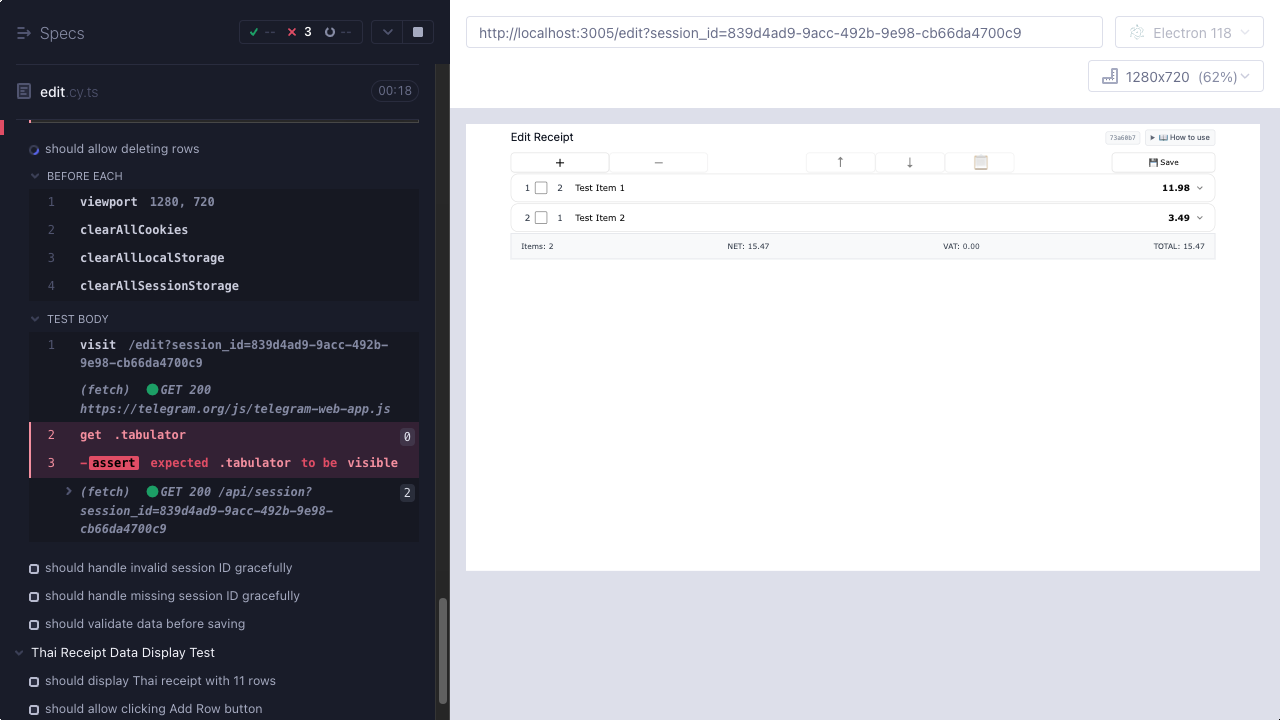 Specs
-- 3 --
edit.cy.ts
00:18
should allow deleting rows
BEFORE EACH
1 viewport 1280, 720
2 clearAllCookies
3 clearAllLocalStorage
4 clearAllSessionStorage
TEST BODY
1 visit /edit?session_id=839d4ad9-9acc-492b-
9e98-cb66da4700c9
(fetch) GET 200
https://telegram.org/js/telegram-web-app.js
2 get .tabulator 0
3 -assert expected .tabulator to be visible
(fetch) GET 200 /api/session? 2
session_id=839d4ad9-9acc-492b-9e98-
cb66da4700c9
should handle invalid session ID gracefully
should handle missing session ID gracefully
should validate data before saving
Thai Receipt Data Display Test
should display Thai receipt with 11 rows
should allow clicking Add Row button
http://localhost:3005/edit?session_id=839d4ad9-9acc-492b-9e98-cb66da4700c9
Electron 118
1280x720 (62%)
Edit Receipt
73a60b7
How to use
+ − ↑ ↓ Save
1 2 Test Item 1 11.98
2 1 Test Item 2 3.49
Items: 2 NET: 15.47 VAT: 0.00 TOTAL: 15.47